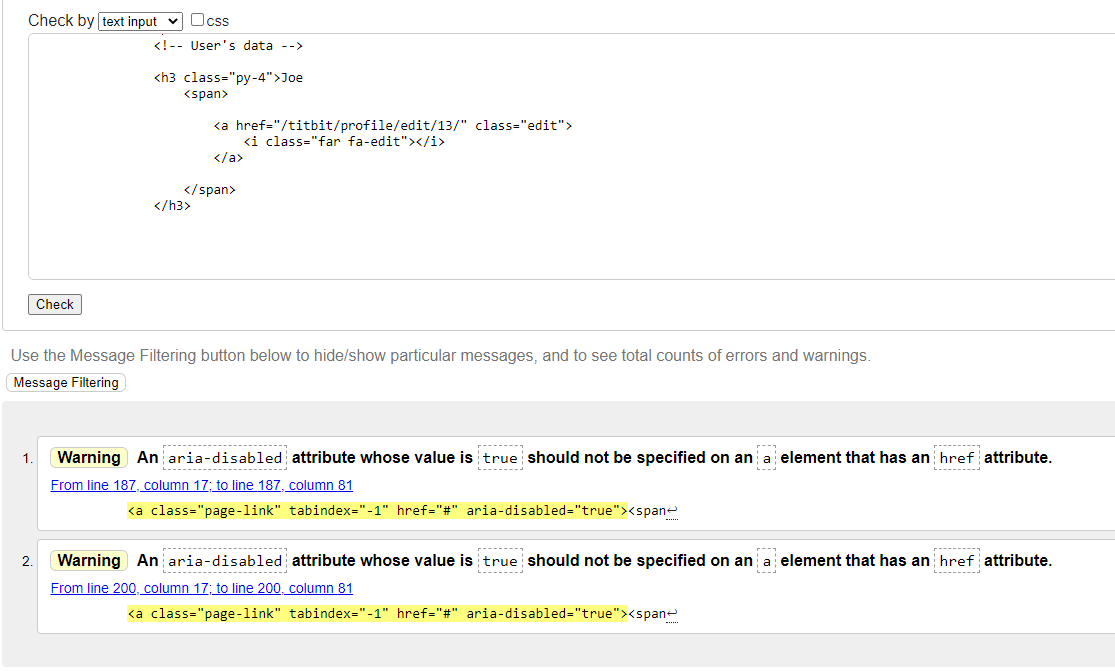 Check by text input css
<!-- User's data -->
<h3 class="py-4">Joe
<span>
<a href="/titbit/profile/edit/13/" class="edit">
<i class="far fa-edit"></i>
</a>
</span>
</h3>
Check
Use the Message Filtering button below to hide/show particular messages, and to see total counts of errors and warnings.
Message Filtering
1. Warning An aria-disabled attribute whose value is true should not be specified on an a element that has an href attribute.
From line 187, column 17; to line 187, column 81
<a class="page-link" tabindex="-1" href="#" aria-disabled="true"><span↩
2. Warning An aria-disabled attribute whose value is true should not be specified on an a element that has an href attribute.
From line 200, column 17; to line 200, column 81
<a class="page-link" tabindex="-1" href="#" aria-disabled="true"><span↩